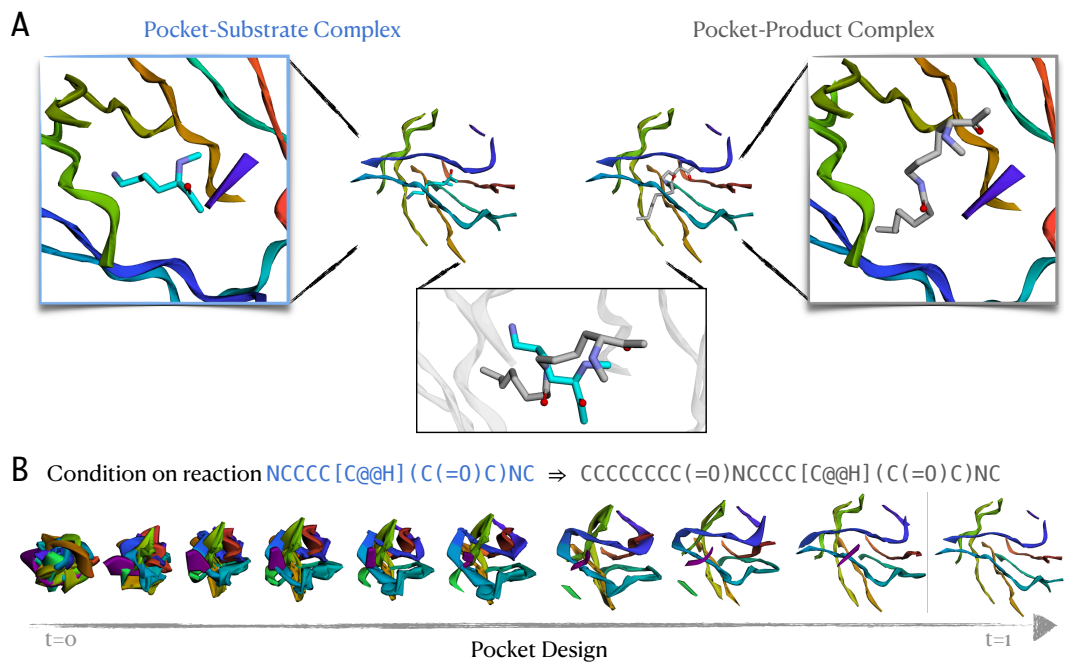 A
Pocket-Substrate Complex
Pocket-Product Complex
B
Condition on reaction NCCCC[C@@H](C(=O)C)NC ⇒ CCCCCCCC(=O)NCCCC[C@@H](C(=O)C)NC
t=0
t=1
Pocket Design